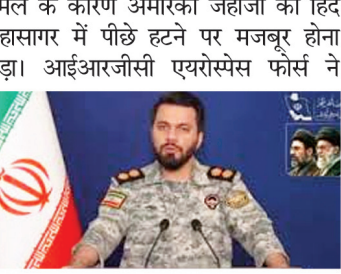 मले के कारण अमेरिकी जहाजों को हिंद
हासागर में पीछे हटने पर मजबूर होना
ड़ा। आईआरजीसी एयरोस्पेस फोर्स ने